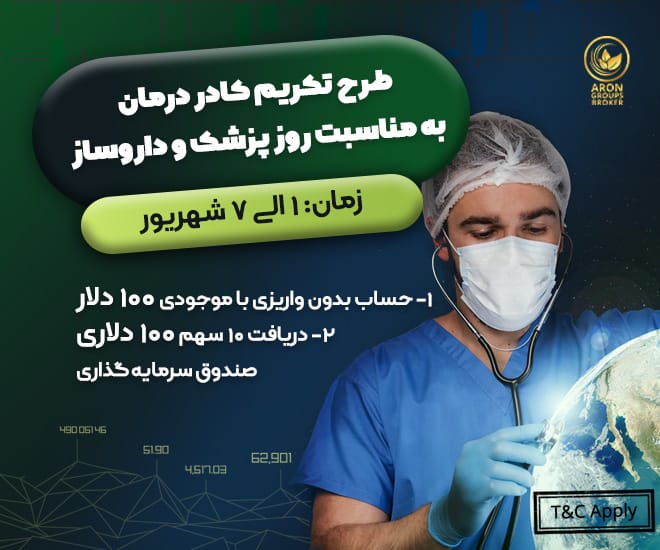 ARON
GROUPS
BROKER
طرح تکریم کادر درمان
به مناسبت روز پزشک و داروساز
زمان: ۱ الی ۷ شهریور
۱- حساب بدون واریزی با موجودی ۱۰۰ دلار
۲- دریافت ۱۰ سهم ۱۰۰ دلاری
صندوق سرمایه گذاری
490 051 46
51.90
4,517.03
62,901
T&C Apply